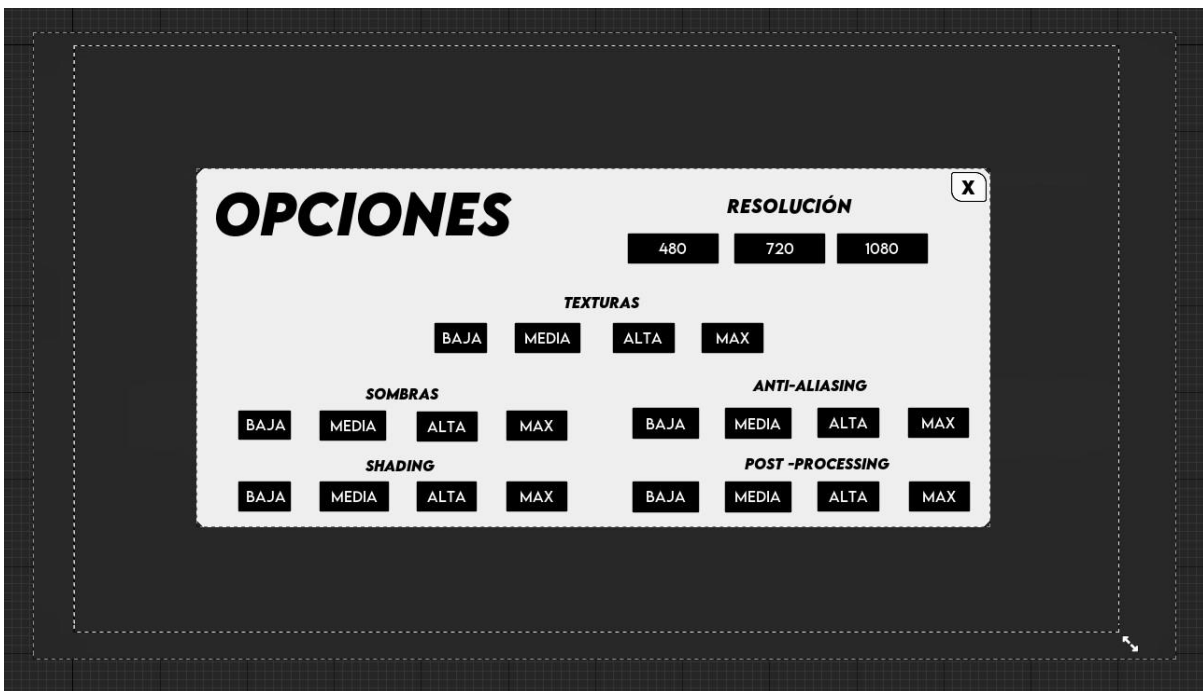 OPCIONES
X
RESOLUCIÓN
480 720 1080
TEXTURAS
BAJA MEDIA ALTA MAX
SOMBRAS
BAJA MEDIA ALTA MAX
ANTI-ALIASING
BAJA MEDIA ALTA MAX
SHADING
BAJA MEDIA ALTA MAX
POST -PROCESSING
BAJA MEDIA ALTA MAX